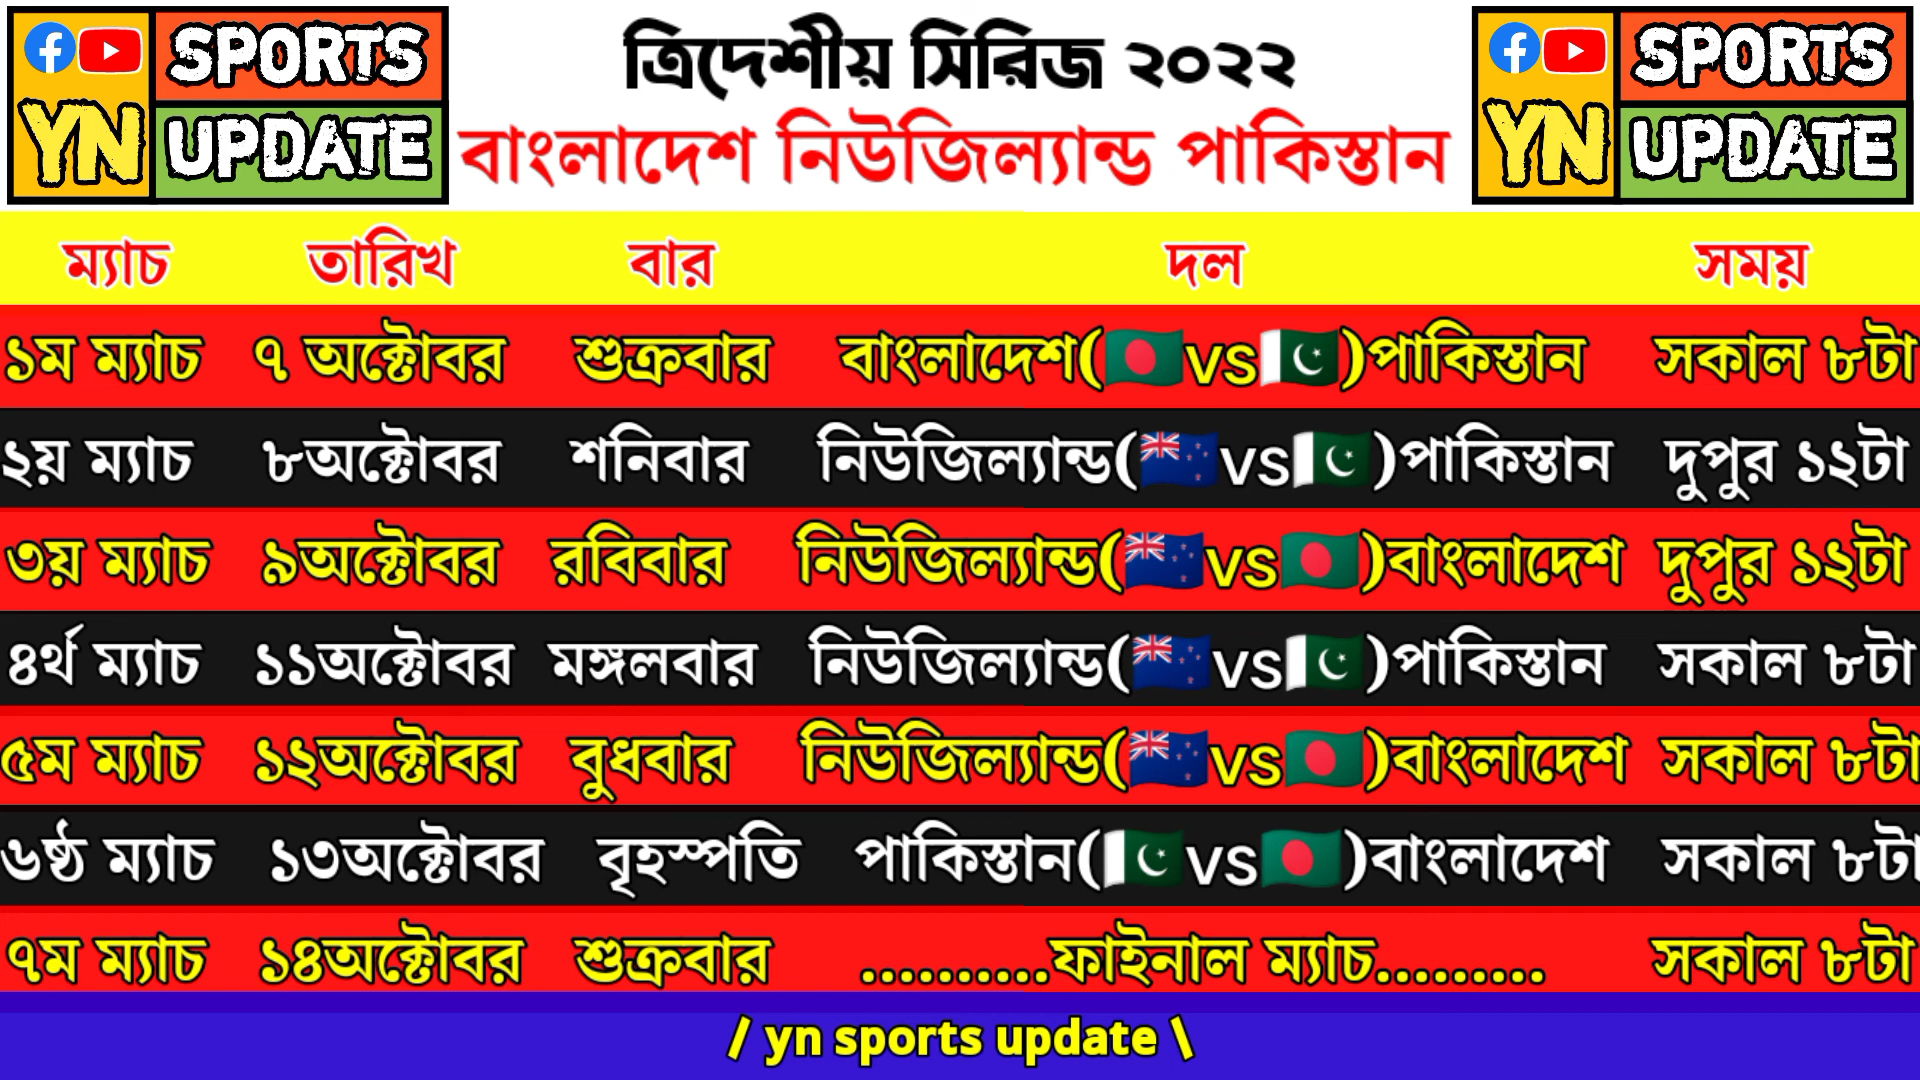 SPORTS
YN UPDATE
ত্রিদেশীয় সিরিজ ২০২২
বাংলাদেশ নিউজিল্যান্ড পাকিস্তান
SPORTS
YN UPDATE
ম্যাচ তারিখ বার দল সময়
১ম ম্যাচ ৭ অক্টোবর শুক্রবার বাংলাদেশ(🇧🇩vs🇵🇰)পাকিস্তান সকাল ৮টা
২য় ম্যাচ ৮অক্টোবর শনিবার নিউজিল্যান্ড(🇳🇿vs🇵🇰)পাকিস্তান দুপুর ১২টা
৩য় ম্যাচ ৯অক্টোবর রবিবার নিউজিল্যান্ড(🇳🇿vs🇧🇩)বাংলাদেশ দুপুর ১২টা
৪র্থ ম্যাচ ১১অক্টোবর মঙ্গলবার নিউজিল্যান্ড(🇳🇿vs🇵🇰)পাকিস্তান সকাল ৮টা
৫ম ম্যাচ ১২অক্টোবর বুধবার নিউজিল্যান্ড(🇳🇿vs🇧🇩)বাংলাদেশ সকাল ৮টা
৬ষ্ঠ ম্যাচ ১৩অক্টোবর বৃহস্পতি পাকিস্তান(🇵🇰vs🇧🇩)বাংলাদেশ সকাল ৮টা
৭ম ম্যাচ ১৪অক্টোবর শুক্রবার ..........ফাইনাল ম্যাচ......... সকাল ৮টা
/ yn sports update \